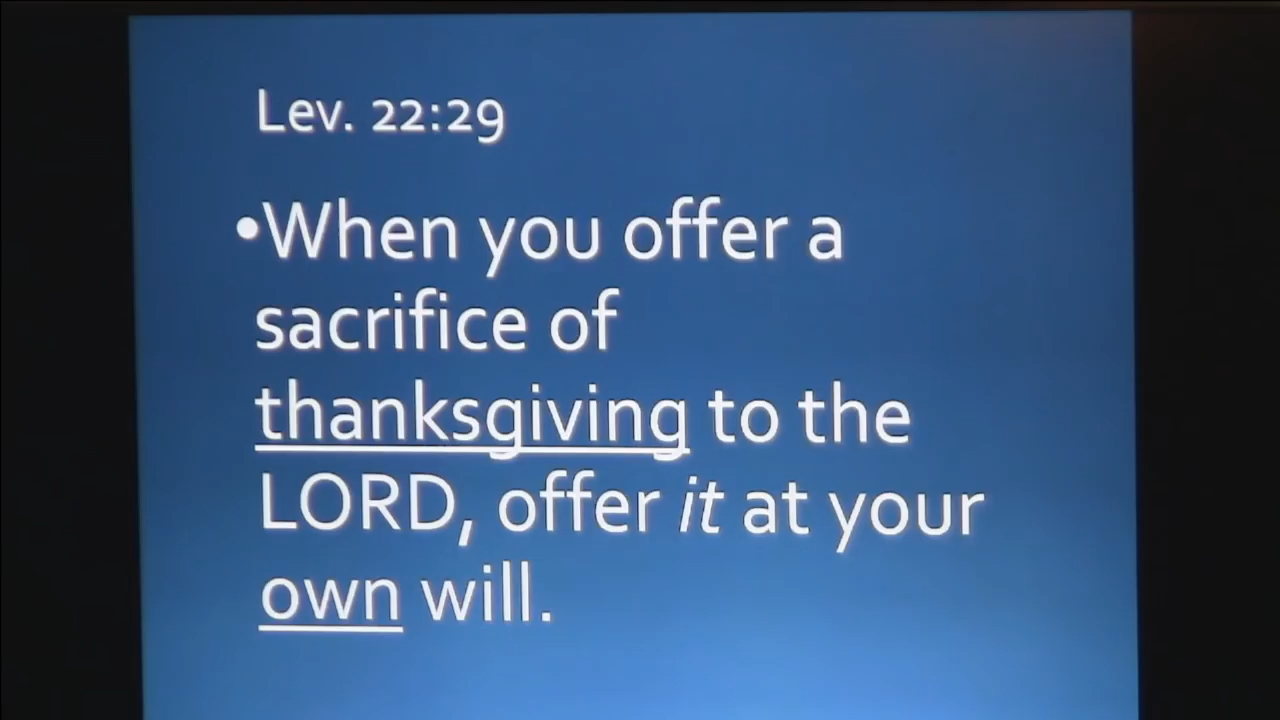 Lev. 22:29
•When you offer a
sacrifice of
thanksgiving to the
LORD, offer it at your
own will.